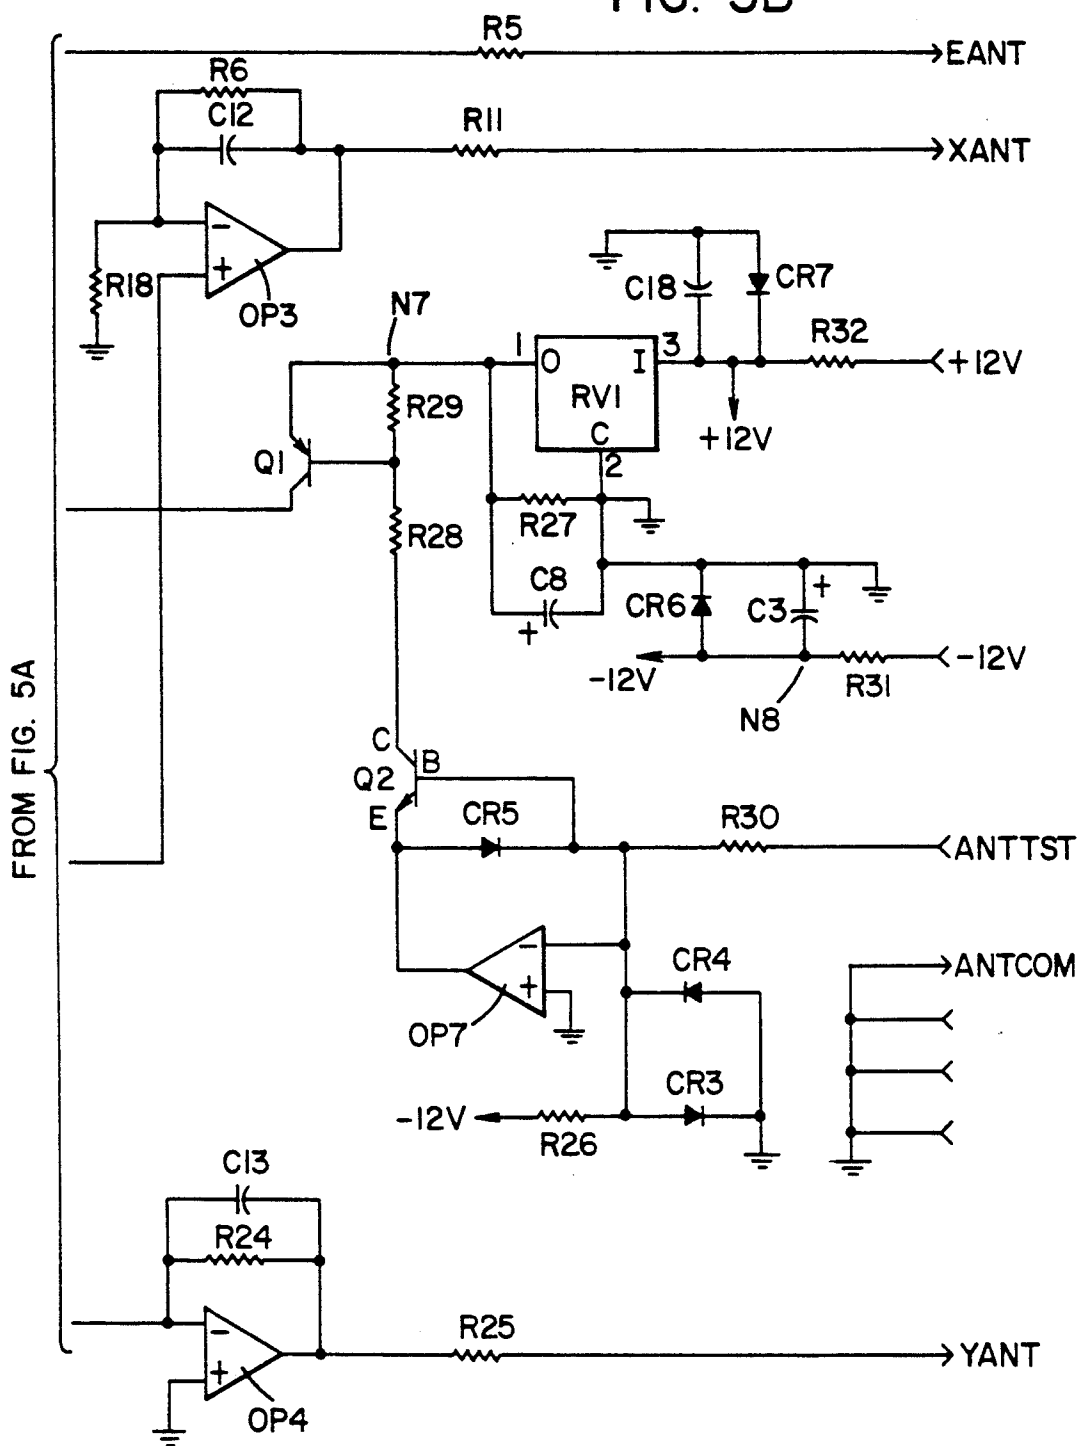 FIG. 5B
R5
EANT
R6
C12
R11
XANT
-
+
R18
OP3
C18
CR7
N7
1
O
I
3
R32
+12V
R29
RV1
C
2
+12V
Q1
R27
R28
C8
+
CR6
C3
+
-12V
-12V
R31
N8
C
B
Q2
E
CR5
R30
ANTTST
FROM FIG. 5A
-
+
CR4
ANTCOM
OP7
CR3
-12V
R26
C13
R24
-
+
R25
YANT
OP4